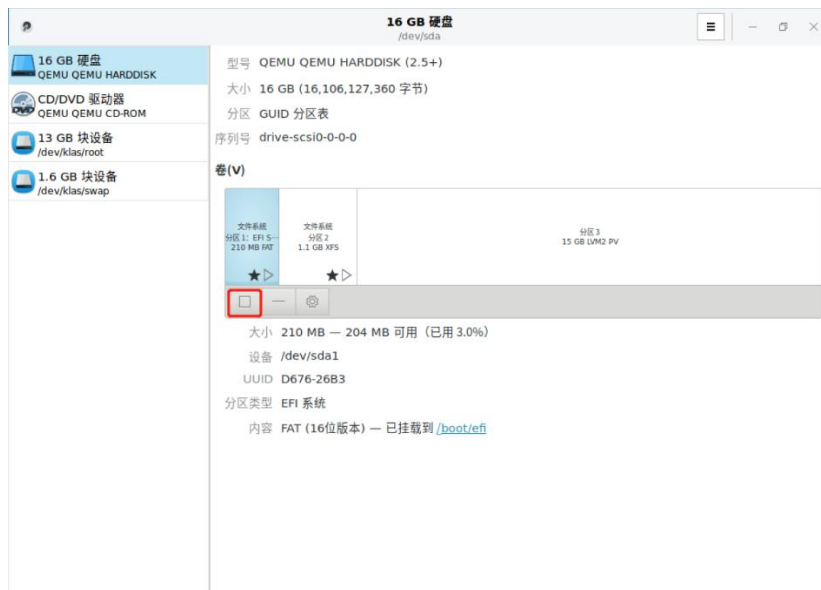 16 GB 硬盘
/dev/sda
16 GB 硬盘
QEMU QEMU HARDDISK
CD/DVD 驱动器
QEMU QEMU CD-ROM
13 GB 块设备
/dev/klas/root
1.6 GB 块设备
/dev/klas/swap
型号 QEMU QEMU HARDDISK (2.5+)
大小 16 GB (16,106,127,360 字节)
分区 GUID 分区表
序列号 drive-scsi0-0-0-0
卷(V)
文件系统
分区 1: EFI S…
210 MB FAT
文件系统
分区 2
1.1 GB XFS
分区 3
15 GB LVM2 PV
大小 210 MB — 204 MB 可用（已用 3.0%）
设备 /dev/sda1
UUID D676-26B3
分区类型 EFI 系统
内容 FAT (16位版本) — 已挂载到 /boot/efi